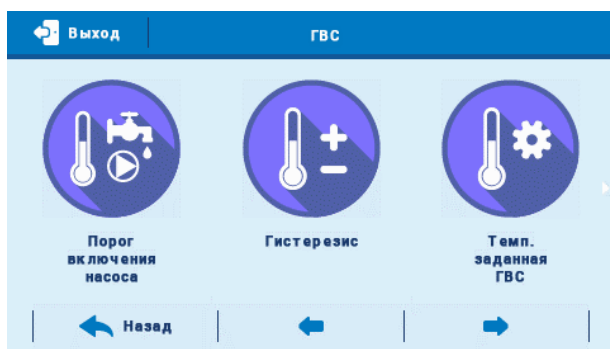 Выход
ГВС
Порог
включения
насоса
Гистерезис
Темп.
заданная
ГВС
Назад